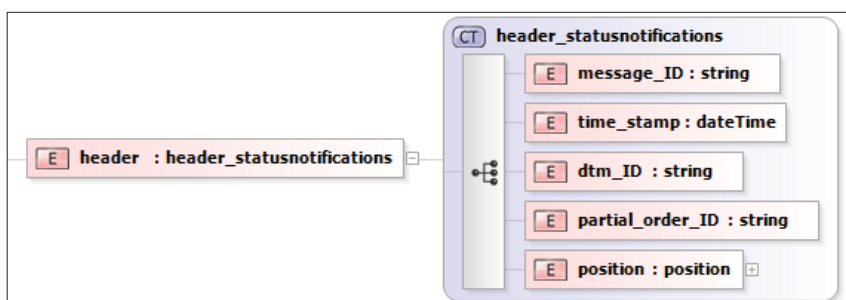 CT header_statusnotifications
E message_ID : string
E time_stamp : dateTime
E header : header_statusnotifications
E dtm_ID : string
E partial_order_ID : string
E position : position